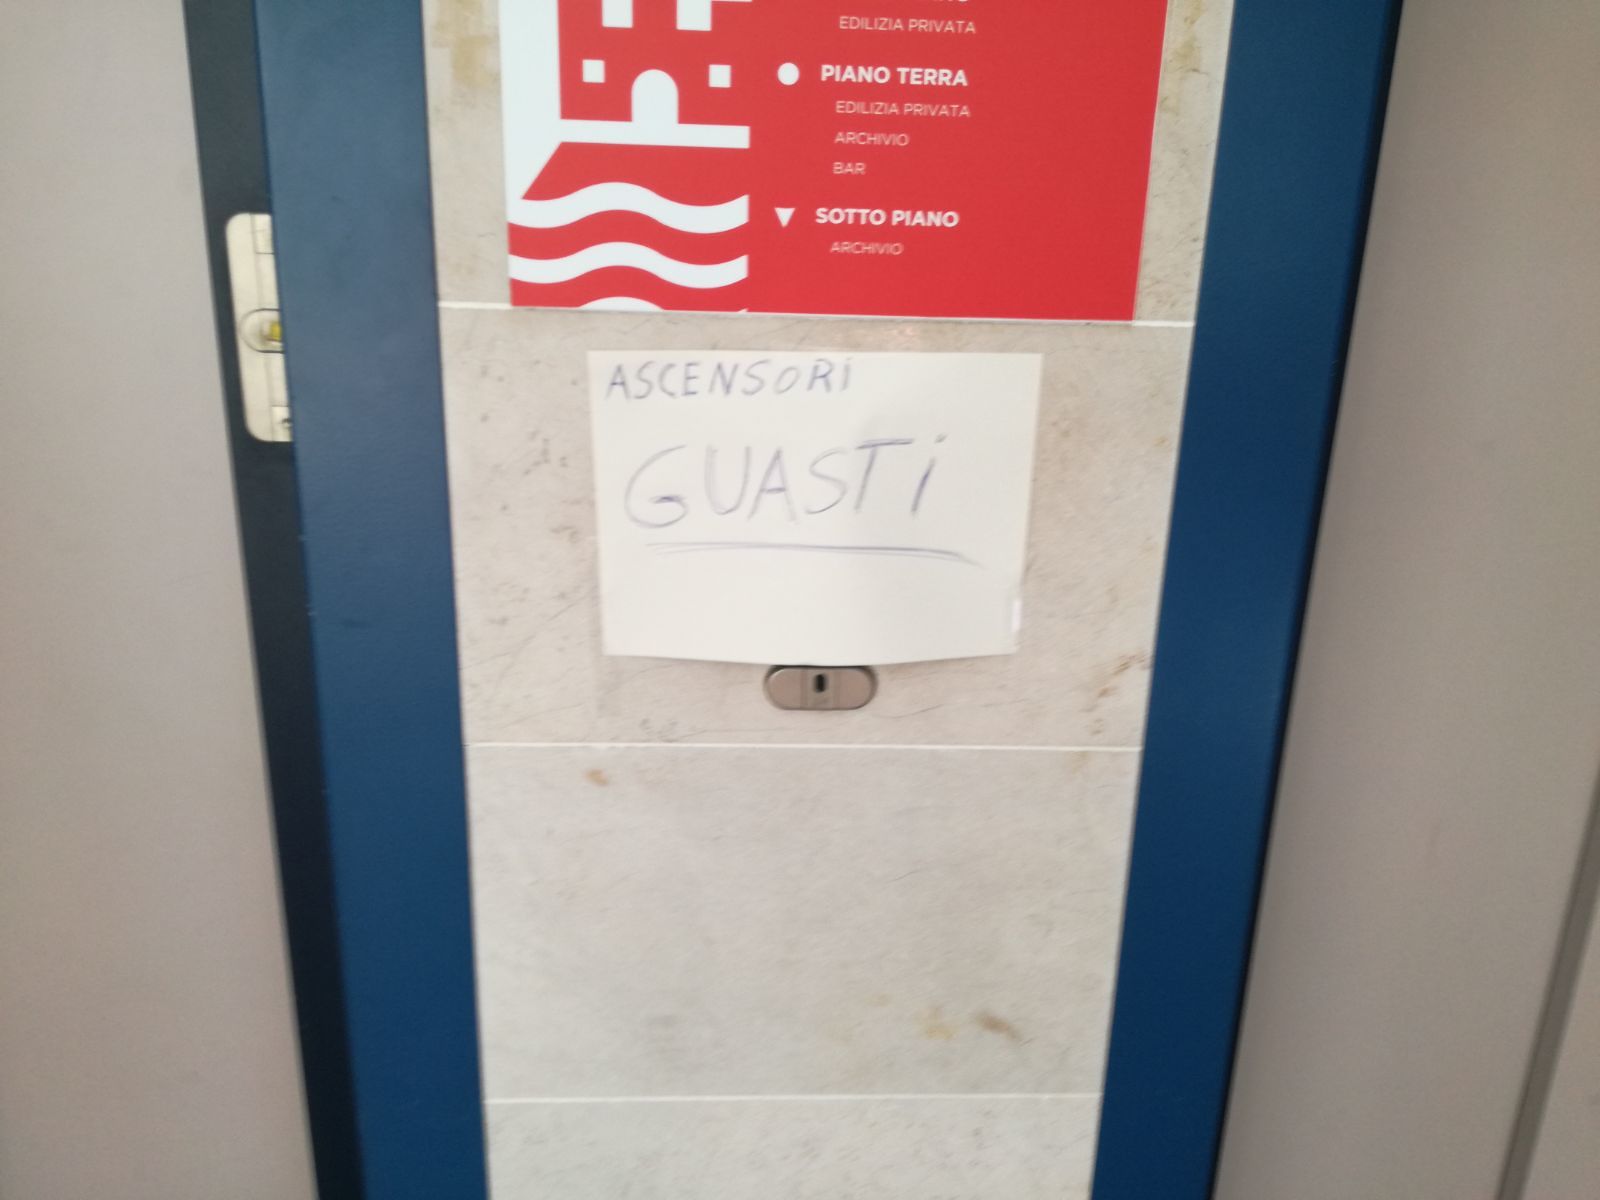 EDILIZIA PRIVATA
PIANO TERRA
EDILIZIA PRIVATA
ARCHIVIO
BAR
SOTTO PIANO
ARCHIVIO
ASCENSORI
GUASTI